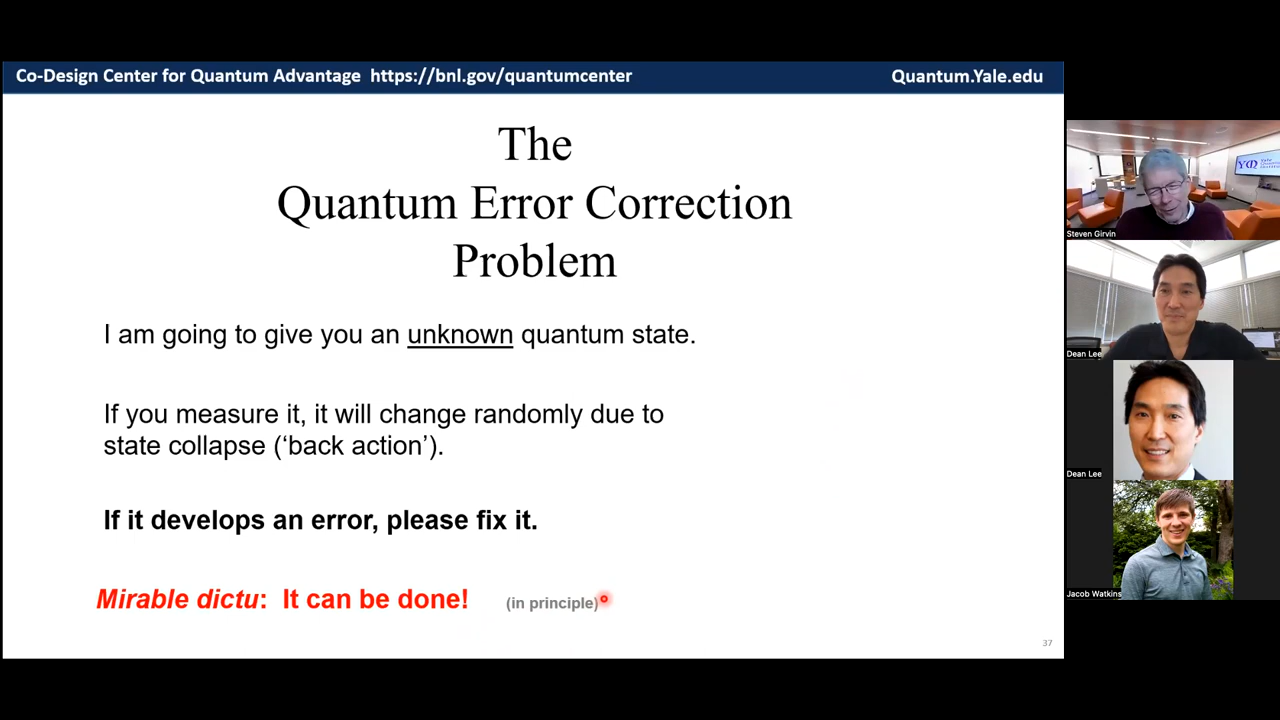 Co-Design Center for Quantum Advantage https://bnl.gov/quantumcenter
Quantum.Yale.edu
The
Quantum Error Correction
Problem
I am going to give you an unknown quantum state.
If you measure it, it will change randomly due to
state collapse (‘back action’).
If it develops an error, please fix it.
Mirable dictu: It can be done! (in principle)
37
Steven Girvin
Dean Lee
Dean Lee
Jacob Watkins